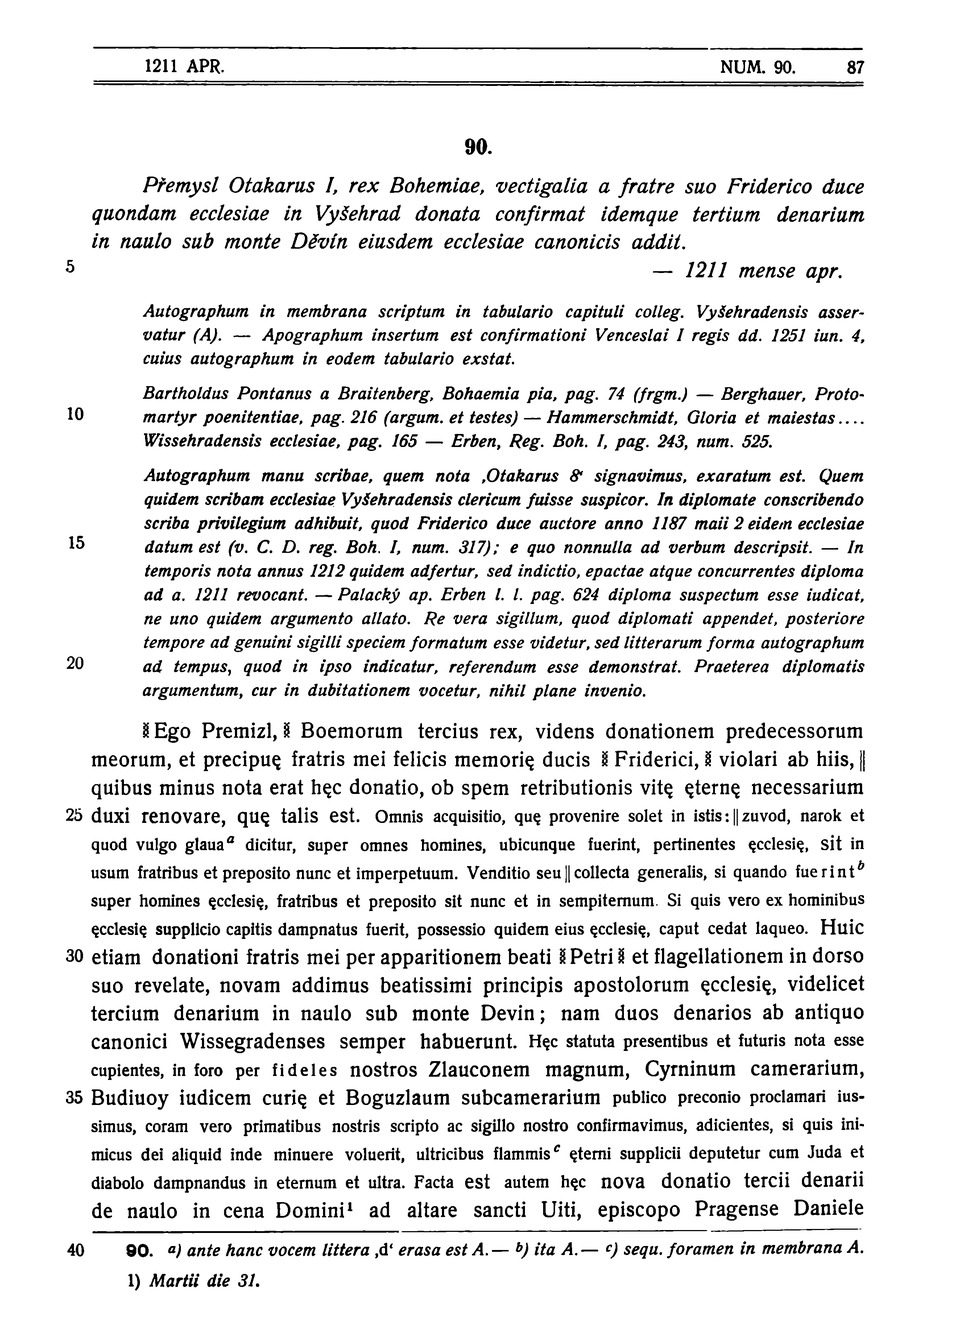 1211 APR. NUM. 90. 87
90.
Přemysl Otakarus I, rex Bohemiae, vectigalia a fratre suo Friderico duce
quondam ecclesiae in Vyšehrad donata confirmat idemque tertium denarium
in naulo sub monte Děvín eiusdem ecclesiae canonicis addit.
5 — 1211 mense apr.
Autographum in membrana scriptum in tabulario capituli colleg. Vyšehradensis asser-
vatur (A). — Apographum insertum est confirmationi Venceslai I regis dd. 1251 iun. 4,
cuius autographum in eodem tabulario exstat.
Bartholdus Pontanus a Braitenberg, Bohaemia pia, pag. 74 (frgm.) — Berghauer, Proto-
10 martyr poenitentiae, pag. 216 (argum. et testes) — Hammerschmidt, Gloria et maiestas....
Wissehradensis ecclesiae, pag. 165 — Erben, Reg. Boh. I, pag. 243, num. 525.
Autographum manu scribae, quem nota ‚Otakarus 8‘ signavimus, exaratum est. Quem
quidem scribam ecclesiae Vyšehradensis clericum fuisse suspicor. In diplomate conscribendo
scriba privilegium adhibuit, quod Friderico duce auctore anno 1187 maii 2 eidem ecclesiae
15 datum est (v. C. D. reg. Boh. I, num. 317); e quo nonnulla ad verbum descripsit. — In
temporis nota annus 1212 quidem adfertur, sed indictio, epactae atque concurrentes diploma
ad a. 1211 revocant. — Palacký ap. Erben l. l. pag. 624 diploma suspectum esse iudicat,
ne uno quidem argumento allato. Re vera sigillum, quod diplomati appendet, posteriore
tempore ad genuini sigilli speciem formatum esse videtur, sed litterarum forma autographum
20 ad tempus, quod in ipso indicatur, referendum esse demonstrat. Praeterea diplomatis
argumentum, cur in dubitationem vocetur, nihil plane invenio.
⁑ Ego Premizl, ⁑ Boemorum tercius rex, videns donationem predecessorum
meorum, et precipuę fratris mei felicis memorię ducis ⁑ Friderici, ⁑ violari ab hiis, ||
quibus minus nota erat hęc donatio, ob spem retributionis vitę ęternę necessarium
25 duxi renovare, quę talis est. Omnis acquisitio, quę provenire solet in istis: || zuvod, narok et
quod vulgo glauaᵃ dicitur, super omnes homines, ubicunque fuerint, pertinentes ęcclesię, sit in
usum fratribus et preposito nunc et imperpetuum. Venditio seu || collecta generalis, si quando fuerintᵇ
super homines ęcclesię, fratribus et preposito sit nunc et in sempiternum. Si quis vero ex hominibus
ęcclesię supplicio capitis dampnatus fuerit, possessio quidem eius ęcclesię, caput cedat laqueo. Huic
30 etiam donationi fratris mei per apparitionem beati ⁑ Petri ⁑ et flagellationem in dorso
suo revelate, novam addimus beatissimi principis apostolorum ęcclesię, videlicet
tercium denarium in naulo sub monte Devin; nam duos denarios ab antiquo
canonici Wissegradenses semper habuerunt. Hęc statuta presentibus et futuris nota esse
cupientes, in foro per fideles nostros Zlauconem magnum, Cyrninum camerarium,
35 Budiuoy iudicem curię et Boguzlaum subcamerarium publico preconio proclamari ius-
simus, coram vero primatibus nostris scripto ac sigillo nostro confirmavimus, adicientes, si quis ini-
micus dei aliquid inde minuere voluerit, ultricibus flammisᶜ ęterni supplicii deputetur cum Juda et
diabolo dampnandus in eternum et ultra. Facta est autem hęc nova donatio tercii denarii
de naulo in cena Domini¹ ad altare sancti Uiti, episcopo Pragense Daniele
40 90. a) ante hanc vocem littera ‚d‘ erasa est A. — b) ita A. — c) sequ. foramen in membrana A.
1) Martii die 31.